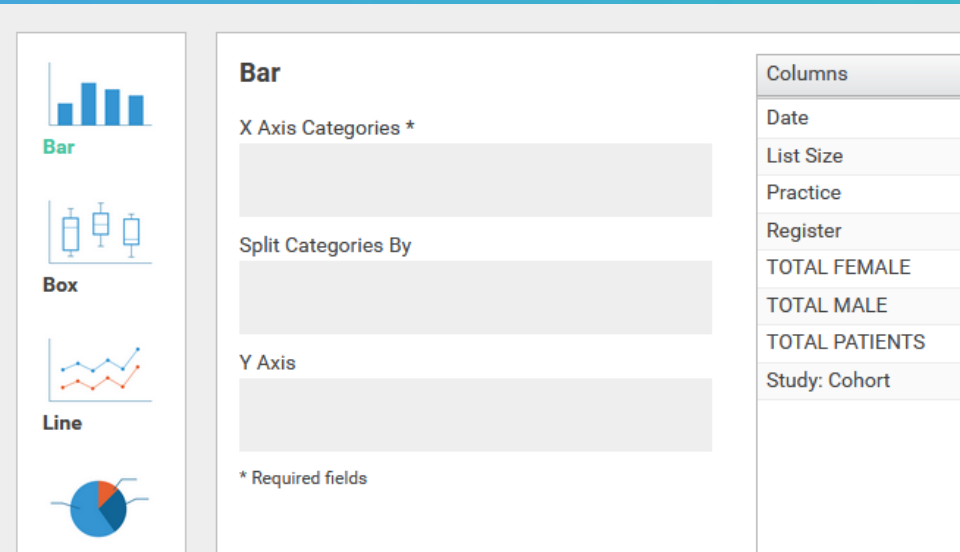 Bar
Box
Line
Bar
X Axis Categories *
Split Categories By
Y Axis
* Required fields
Columns
Date
List Size
Practice
Register
TOTAL FEMALE
TOTAL MALE
TOTAL PATIENTS
Study: Cohort